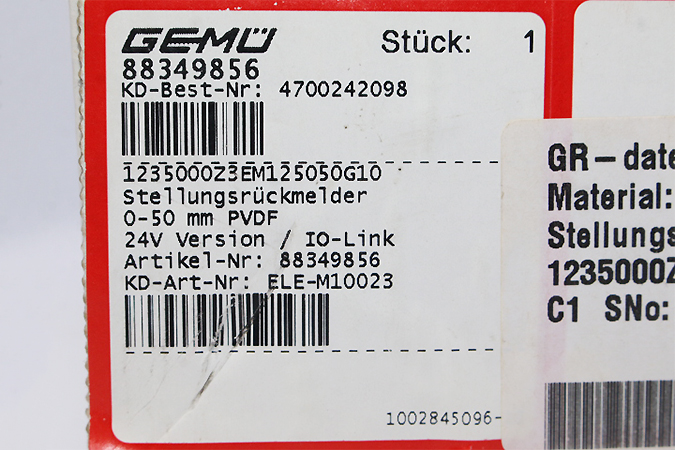 GEMÜ Stück: 1
88349856
KD-Best-Nr: 4700242098
1235000Z3EM125050G10
Stellungsrückmelder
0-50 mm PVDF
24V Version / IO-Link
Artikel-Nr: 88349856
KD-Art-Nr: ELE-M10023
1002845096-
GR-date
Material:
Stellungs
1235000Z
C1 SNo: